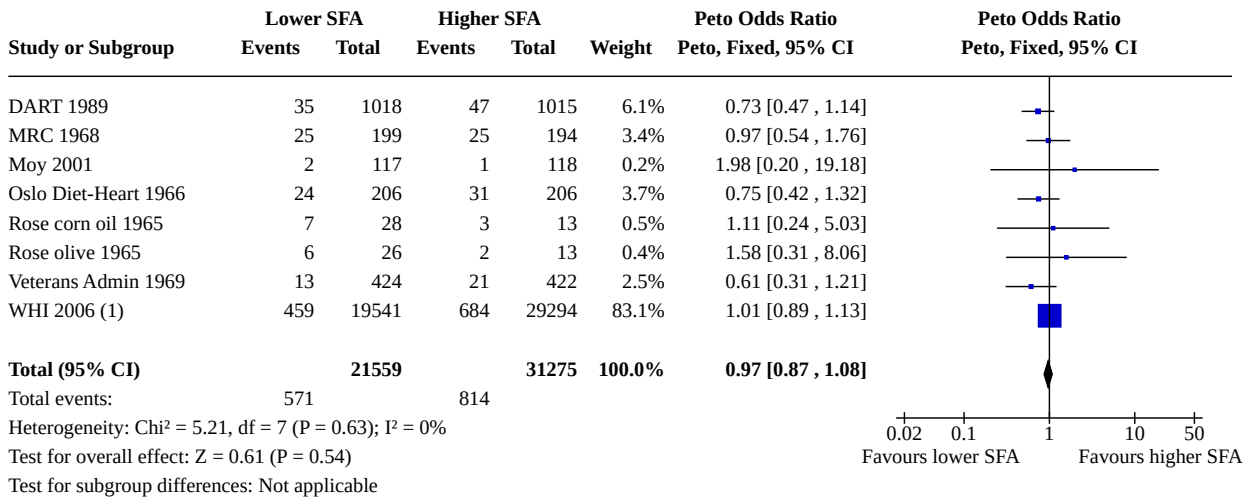 Lower SFA Higher SFA Peto Odds Ratio Peto Odds Ratio
Study or Subgroup Events Total Events Total Weight Peto, Fixed, 95% CI Peto, Fixed, 95% CI
DART 1989 35 1018 47 1015 6.1% 0.73 [0.47 , 1.14]
MRC 1968 25 199 25 194 3.4% 0.97 [0.54 , 1.76]
Moy 2001 2 117 1 118 0.2% 1.98 [0.20 , 19.18]
Oslo Diet-Heart 1966 24 206 31 206 3.7% 0.75 [0.42 , 1.32]
Rose corn oil 1965 7 28 3 13 0.5% 1.11 [0.24 , 5.03]
Rose olive 1965 6 26 2 13 0.4% 1.58 [0.31 , 8.06]
Veterans Admin 1969 13 424 21 422 2.5% 0.61 [0.31 , 1.21]
WHI 2006 (1) 459 19541 684 29294 83.1% 1.01 [0.89 , 1.13]
Total (95% CI) 21559 31275 100.0% 0.97 [0.87 , 1.08]
Total events: 571 814
Heterogeneity: Chi² = 5.21, df = 7 (P = 0.63); I² = 0%
0.02 0.1 1 10 50
Test for overall effect: Z = 0.61 (P = 0.54) Favours lower SFA Favours higher SFA
Test for subgroup differences: Not applicable